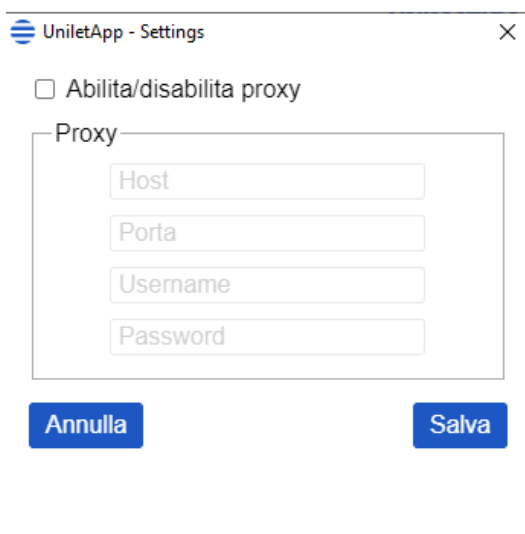 UniletApp - Settings
Abilita/disabilita proxy
Proxy
Host
Porta
Username
Password
Annulla Salva